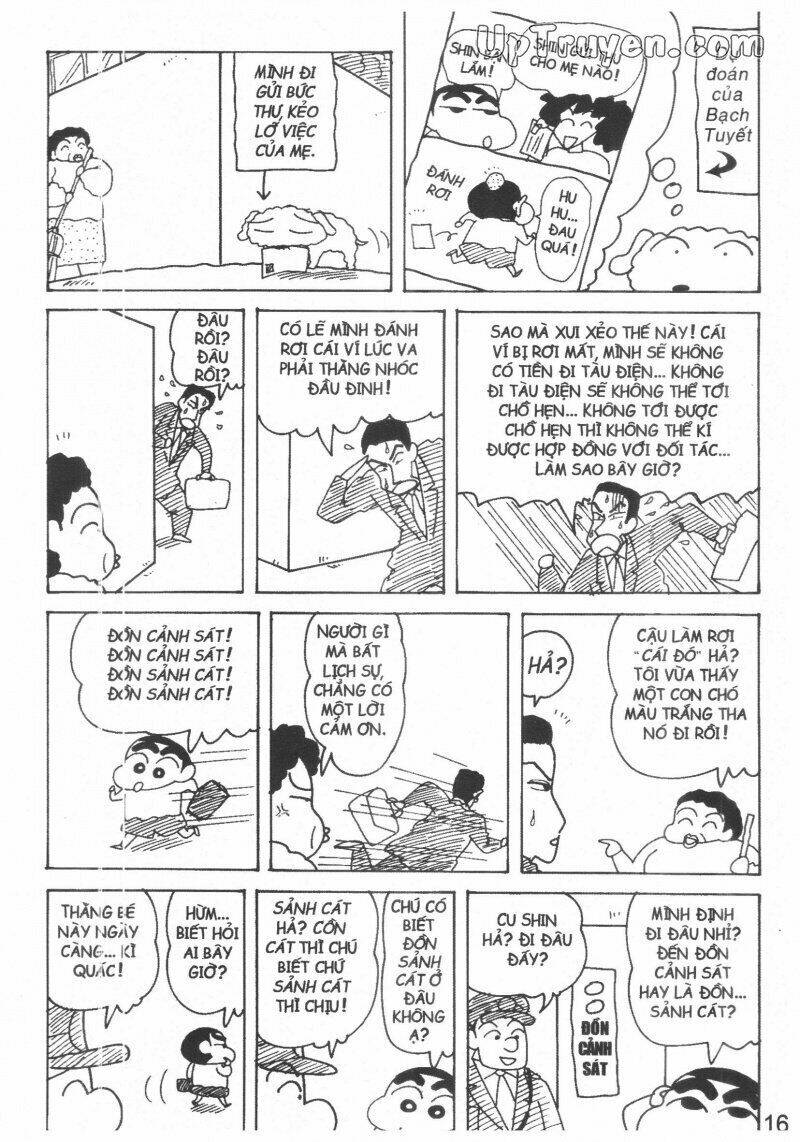 UpTruyen.com
đoán
của
Bạch
Tuyết
SHIN GỬI THƯ
CHO MẸ NÀO!
LẮM!
ĐÁNH
RƠI
HU
HU...
ĐAU
QUÁ!
MÌNH ĐI
GỬI BỨC
THƯ, KẺO
LỠ VIỆC
CỦA MẸ.
SAO MÀ XUI XẺO THẾ NÀY! CÁI
VÍ BỊ RƠI MẤT, MÌNH SẼ KHÔNG
CÓ TIỀN ĐI TÀU ĐIỆN... KHÔNG
ĐI TÀU ĐIỆN SẼ KHÔNG THỂ TỚI
CHỖ HẸN... KHÔNG TỚI ĐƯỢC
CHỖ HẸN THÌ KHÔNG THỂ KÍ
ĐƯỢC HỢP ĐỒNG VỚI ĐỐI TÁC...
LÀM SAO BÂY GIỜ?
CÓ LẼ MÌNH ĐÁNH
RƠI CÁI VÍ LÚC VA
PHẢI THẰNG NHÓC
ĐẦU ĐINH!
ĐÂU
RỒI?
ĐÂU
RỒI?
CẬU LÀM RƠI
"CÁI ĐÓ" HẢ?
TÔI VỪA THẤY
MỘT CON CHÓ
MÀU TRẮNG THA
NÓ ĐI RỒI!
HẢ?
NGƯỜI GÌ
MÀ BẤT
LỊCH SỰ,
CHẲNG CÓ
MỘT LỜI
CẢM ƠN.
ĐỒN CẢNH SÁT!
ĐỒN CẢNH SÁT!
ĐỒN SẢNH CÁT!
ĐỒN SẢNH CÁT!
MÌNH ĐỊNH
ĐI ĐÂU NHỈ?
ĐẾN ĐỒN
CẢNH SÁT
HAY LÀ ĐỒN...
SẢNH CÁT?
CU SHIN
HẢ? ĐI ĐÂU
ĐẤY?
ĐỒN
CẢNH
SÁT
CHÚ CÓ
BIẾT
ĐỒN
SẢNH
CÁT Ở
ĐÂU
KHÔNG
Ạ?
SẢNH CÁT
HẢ? CỒN
CÁT THÌ CHÚ
BIẾT CHỨ
SẢNH CÁT
THÌ CHỊU!
HỪM...
BIẾT HỎI
AI BÂY
GIỜ?
THẰNG BÉ
NÀY NGÀY
CÀNG... KÌ
QUÁC!
16